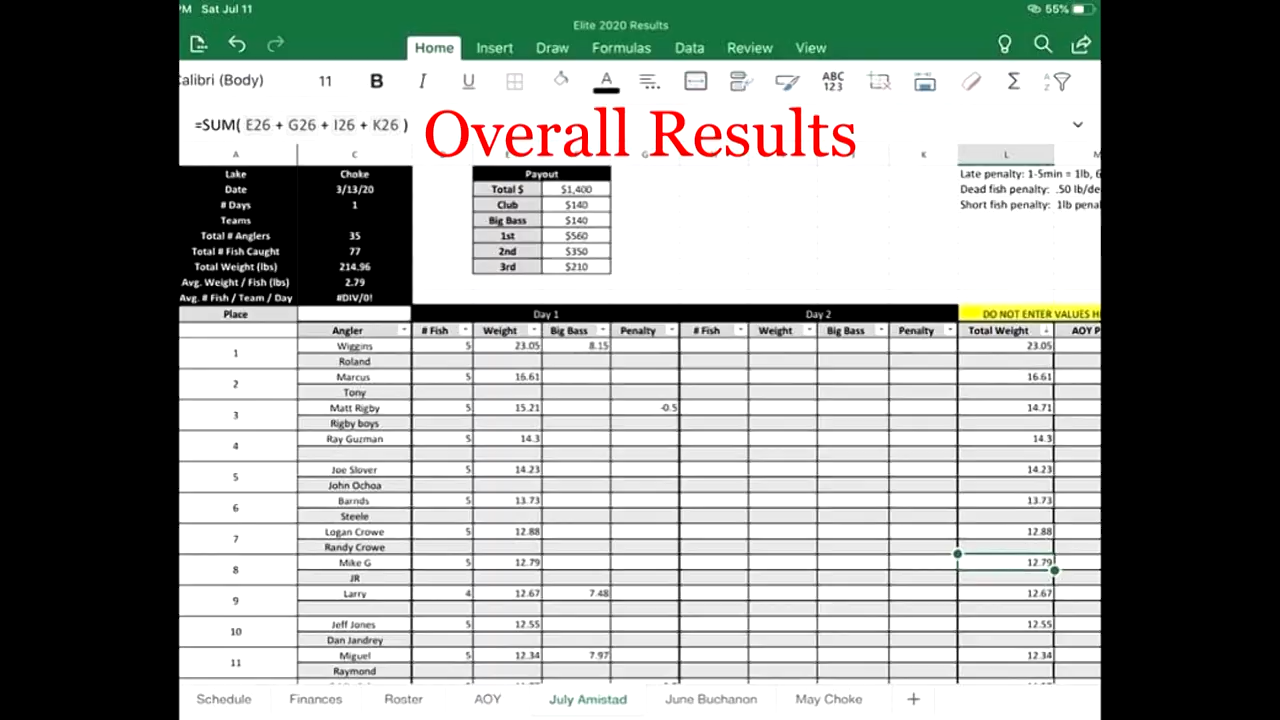 PM Sat Jul 11 55%
Elite 2020 Results
Home Insert Draw Formulas Data Review View
Calibri (Body) 11 B I U A ABC 123
=SUM( E26 + G26 + I26 + K26 )
Overall Results
A C E G I K L M
Lake Choke Payout Late penalty: 1-5min = 1lb, 6
Date 3/13/20 Total $ $1,400 Dead fish penalty: .50 lb/de
# Days 1 Club $140 Short fish penalty: 1lb penal
Teams Big Bass $140
Total # Anglers 35 1st $560
Total # Fish Caught 77 2nd $350
Total Weight (lbs) 214.96 3rd $210
Avg. Weight / Fish (lbs) 2.79
Avg. # Fish / Team / Day #DIV/0!
Place Day 1 Day 2 DO NOT ENTER VALUES HE
Angler # Fish Weight Big Bass Penalty # Fish Weight Big Bass Penalty Total Weight AOY P
1 Wiggins 5 23.05 8.15 23.05
Roland
2 Marcus 5 16.61 16.61
Tony
3 Matt Rigby 5 15.21 -0.5 14.71
Rigby boys
4 Ray Guzman 5 14.3 14.3
5 Joe Slover 5 14.23 14.23
John Ochoa
6 Barnds 5 13.73 13.73
Steele
7 Logan Crowe 5 12.88 12.88
Randy Crowe
8 Mike G 5 12.79 12.79
JR
9 Larry 4 12.67 7.48 12.67
10 Jeff Jones 5 12.55 12.55
Dan Jandrey
11 Miguel 5 12.34 7.97 12.34
Raymond
Schedule Finances Roster AOY July Amistad June Buchanon May Choke +